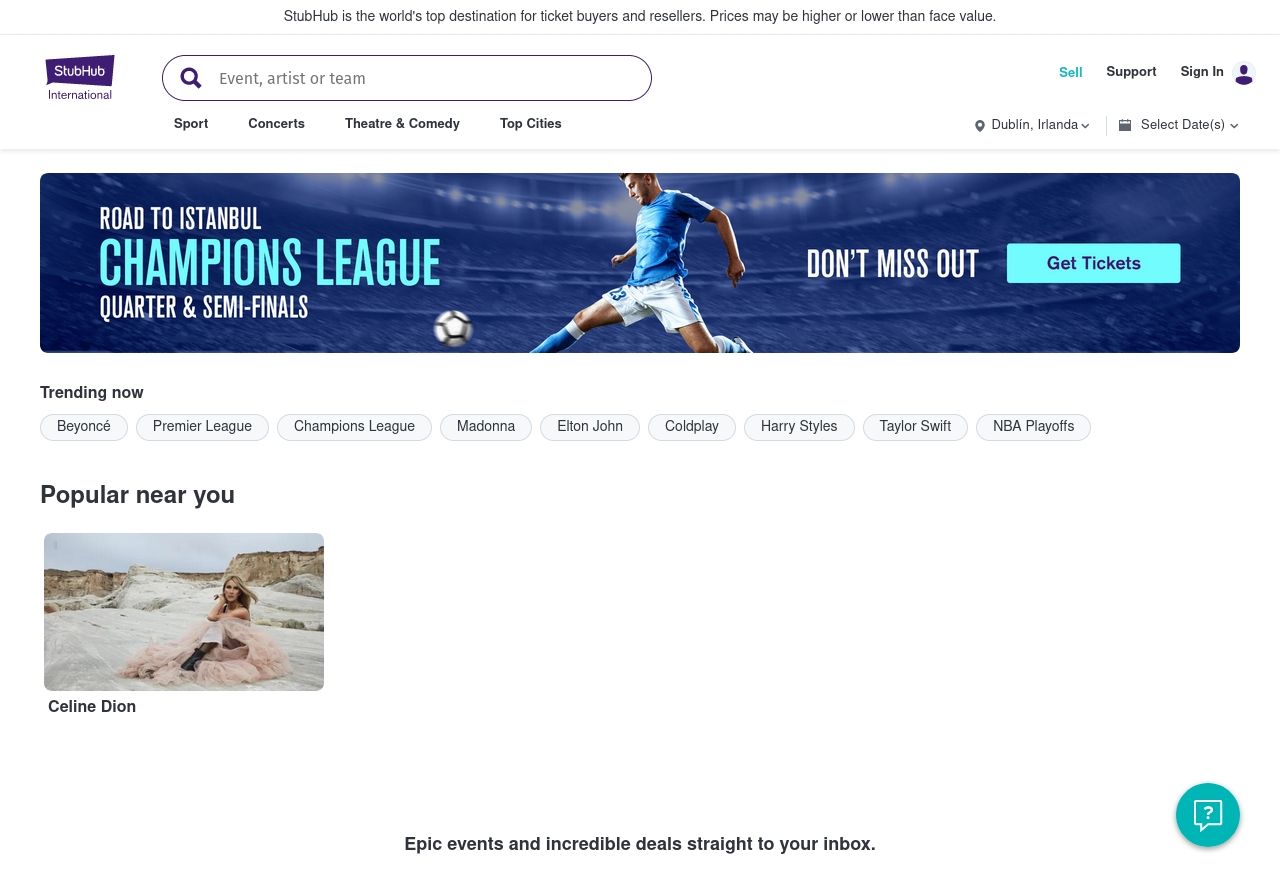 StubHub is the world's top destination for ticket buyers and resellers. Prices may be higher or lower than face value.
StubHub
International
Event, artist or team
Sell
Support
Sign In
Sport
Concerts
Theatre & Comedy
Top Cities
Dublín, Irlanda
Select Date(s)
ROAD TO ISTANBUL
CHAMPIONS LEAGUE
QUARTER & SEMI-FINALS
23
DON'T MISS OUT
Get Tickets
Trending now
Beyoncé
Premier League
Champions League
Madonna
Elton John
Coldplay
Harry Styles
Taylor Swift
NBA Playoffs
Popular near you
Celine Dion
?
Epic events and incredible deals straight to your inbox.